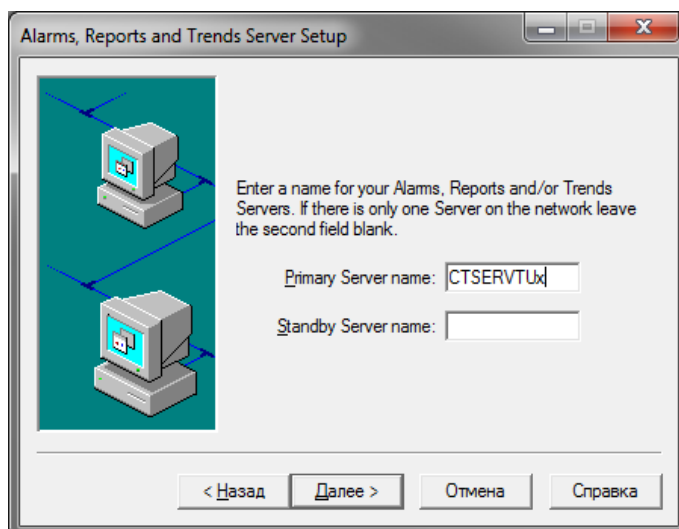 Alarms, Reports and Trends Server Setup
Enter a name for your Alarms, Reports and/or Trends
Servers. If there is only one Server on the network leave
the second field blank.
Primary Server name: CTSERVTUx
Standby Server name:
< Назад Далее > Отмена Справка